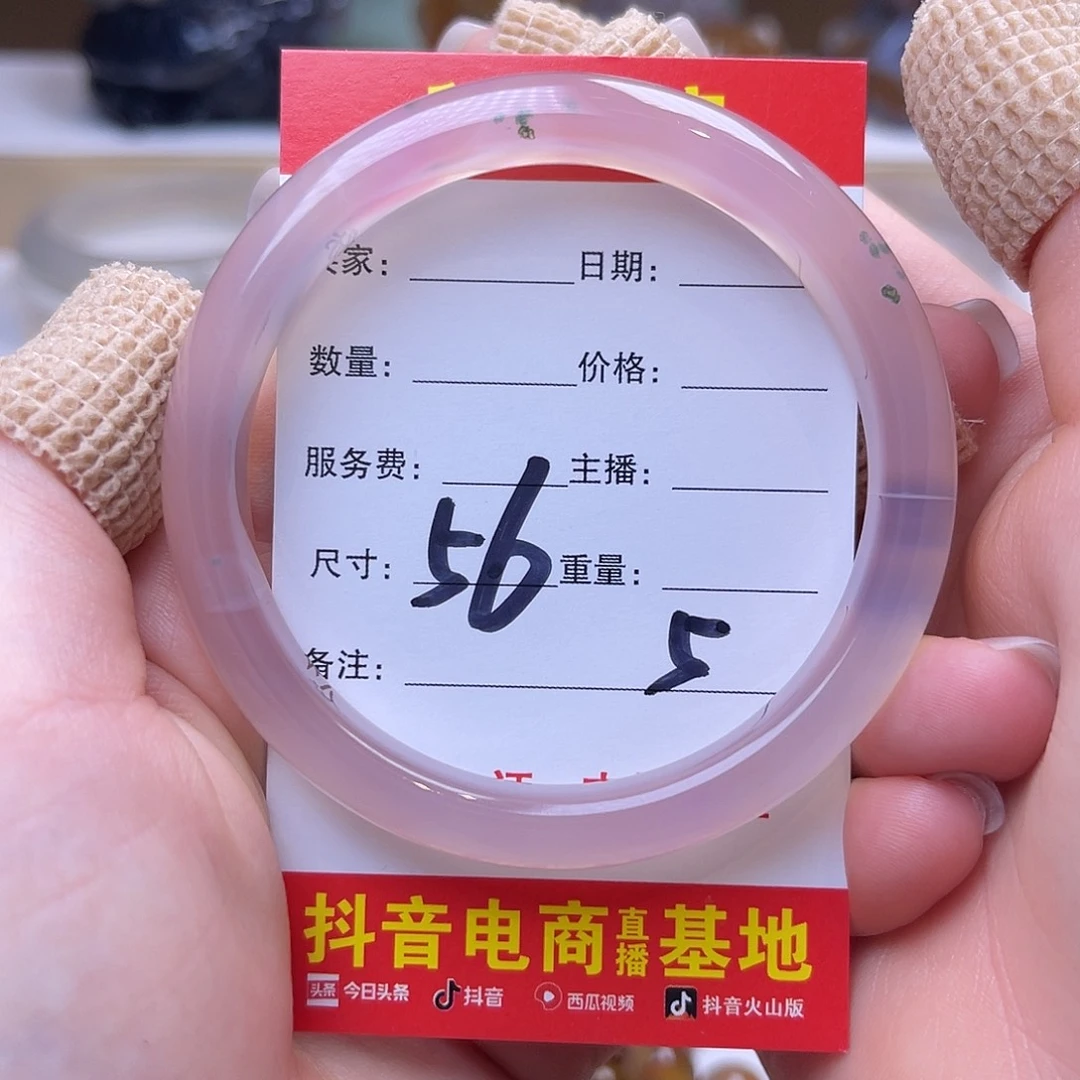 家： 日期：
数量： 价格：
服务费： 主播：
尺寸：56 重量：
5
备注：
抖音电商直播基地
头条 今日头条 抖音 西瓜视频 抖音火山版